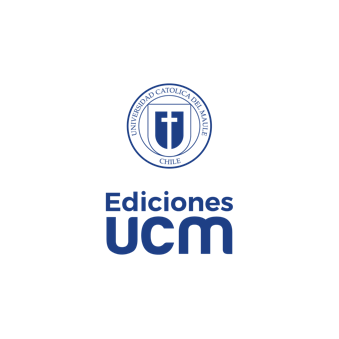 UNIVERSIDAD CATOLICA DEL MAULE
CHILE
Ediciones
UCM